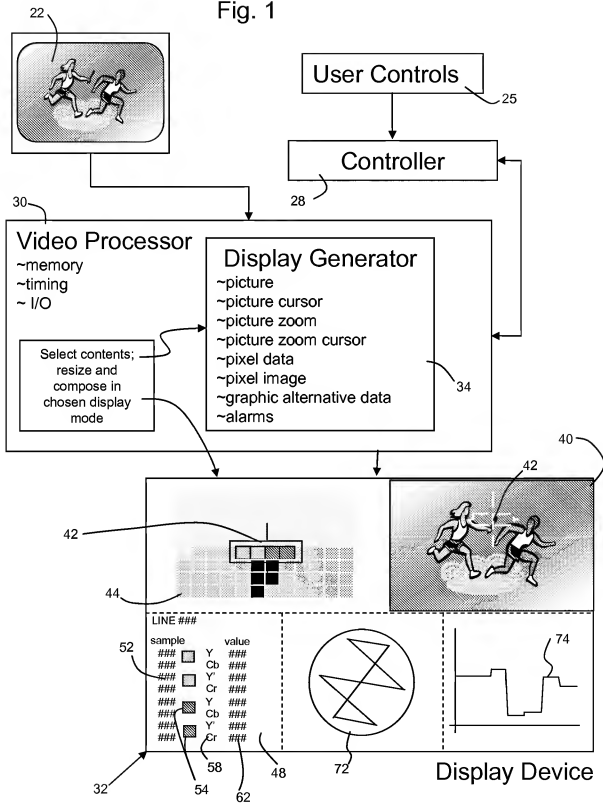 Fig. 1
22
User Controls
25
Controller
28
30
Video Processor
~memory
~timing
~ I/O
Display Generator
~picture
~picture cursor
~picture zoom
~picture zoom cursor
~pixel data
~pixel image
~graphic alternative data
~alarms
34
Select contents;
resize and
compose in
chosen display
mode
40
42
42
44
LINE ###
sample value
### Y ###
### Cb ###
### Y' ###
### Cr ###
### Y ###
### Cb ###
### Y' ###
### Cr ###
52
54
58
62
48
72
74
32
Display Device